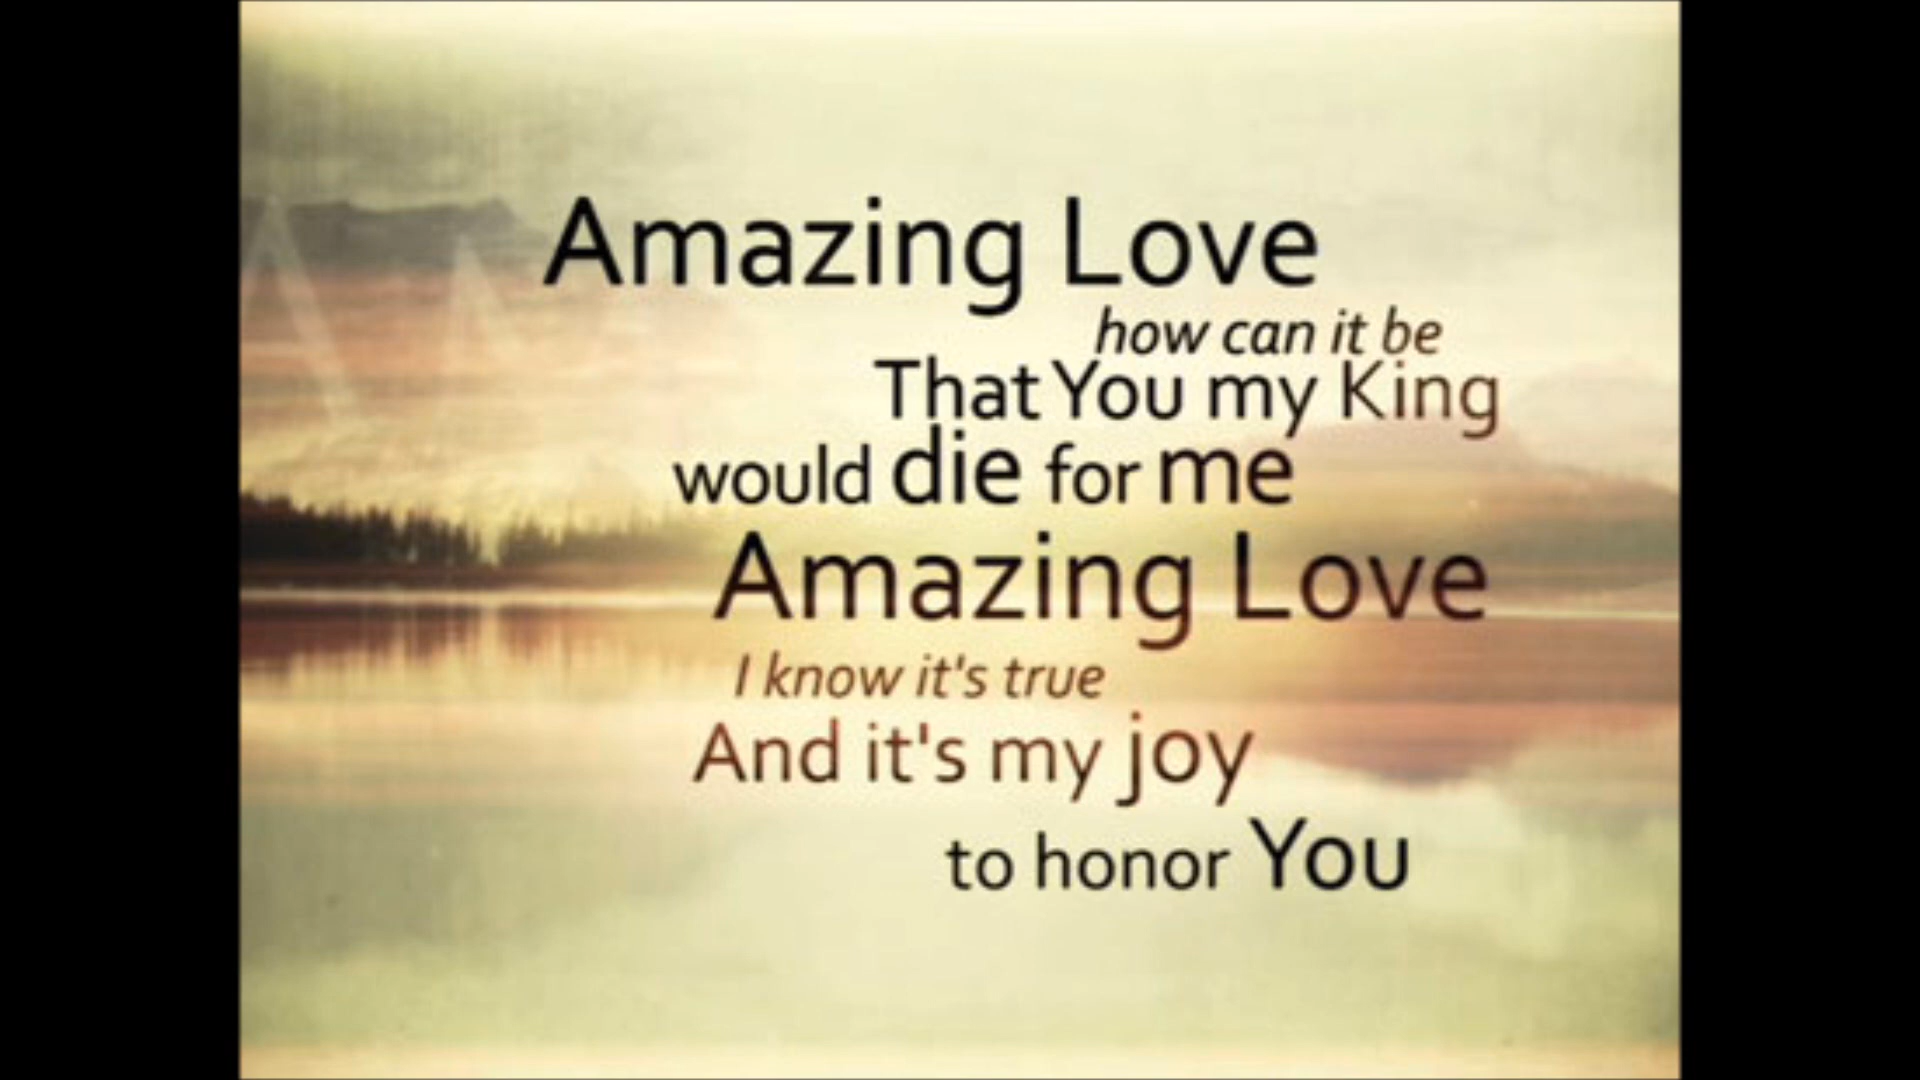 Amazing Love
how can it be
That You my King
would die for me
Amazing Love
I know it's true
And it's my joy
to honor You